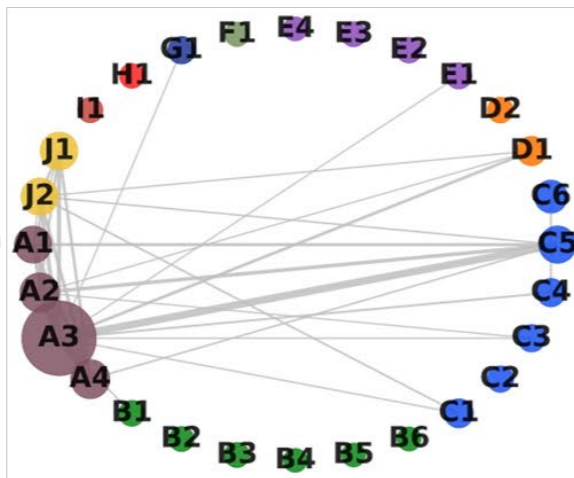 E4
F1 E3
G1 E2
H1 E1
I1 D2
J1 D1
J2 C6
A1 C5
A2 C4
A3 C3
A4 C2
B1 C1
B2 B6
B3 B5
B4